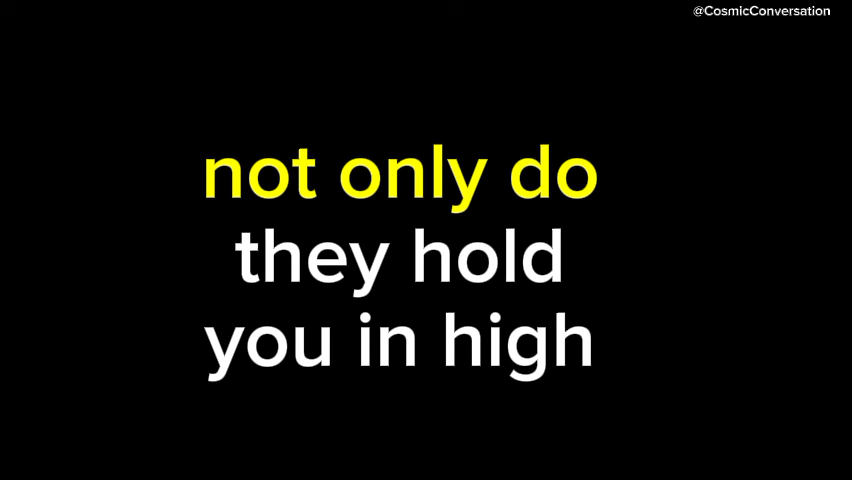 @CosmicConversation
not only do
they hold
you in high